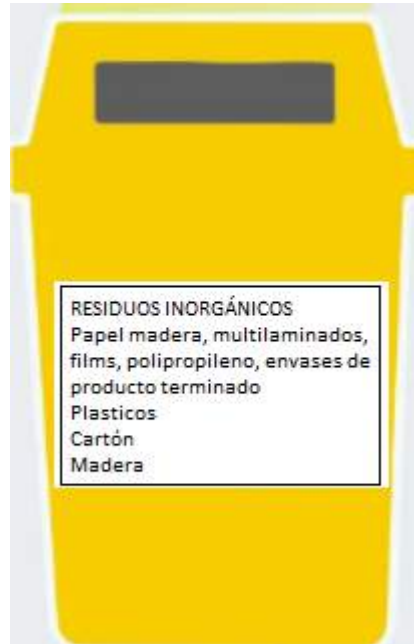 RESIDUOS INORGÁNICOS
Papel madera, multilaminados,
films, polipropileno, envases de
producto terminado
Plasticos
Cartón
Madera